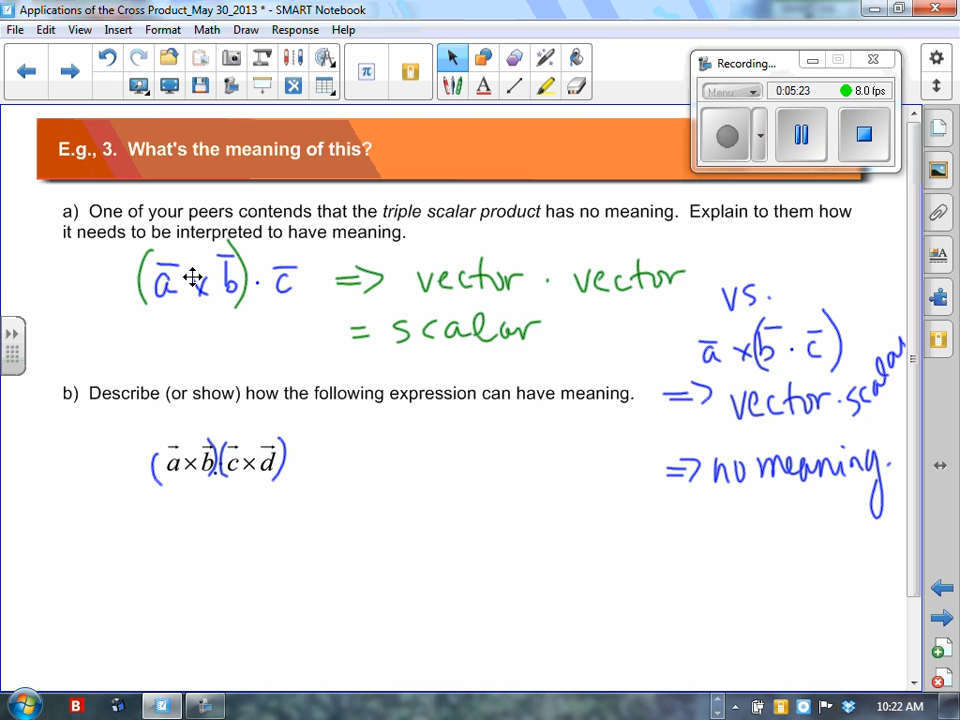 Applications of the Cross Product_May 30_2013 * - SMART Notebook
File Edit View Insert Format Math Draw Response Help
Recording...
Menu 0:05:23 8.0 fps
π
A
E.g., 3. What's the meaning of this?
a) One of your peers contends that the triple scalar product has no meaning. Explain to them how
it needs to be interpreted to have meaning.
(a̅ × b̅) · c̅ => vector · vector
= scalar
vs.
a̅ × (b̅ · c̅)
=> vector · scalar
=> no meaning.
b) Describe (or show) how the following expression can have meaning.
(a⃗ × b⃗) · (c⃗ × d⃗)
B
10:22 AM